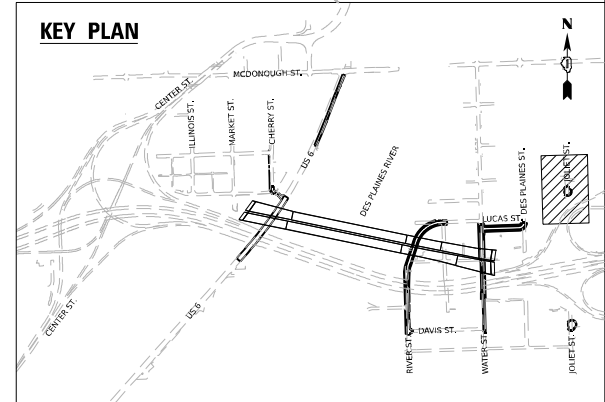 KEY PLAN
N
CENTER ST.
MCDONOUGH ST.
ILLINOIS ST.
MARKET ST.
CHERRY ST.
US 6
DES PLAINES RIVER
DES PLAINES ST.
JOLIET ST.
LUCAS ST.
CENTER ST.
US 6
RIVER ST.
DAVIS ST.
WATER ST.
JOLIET ST.